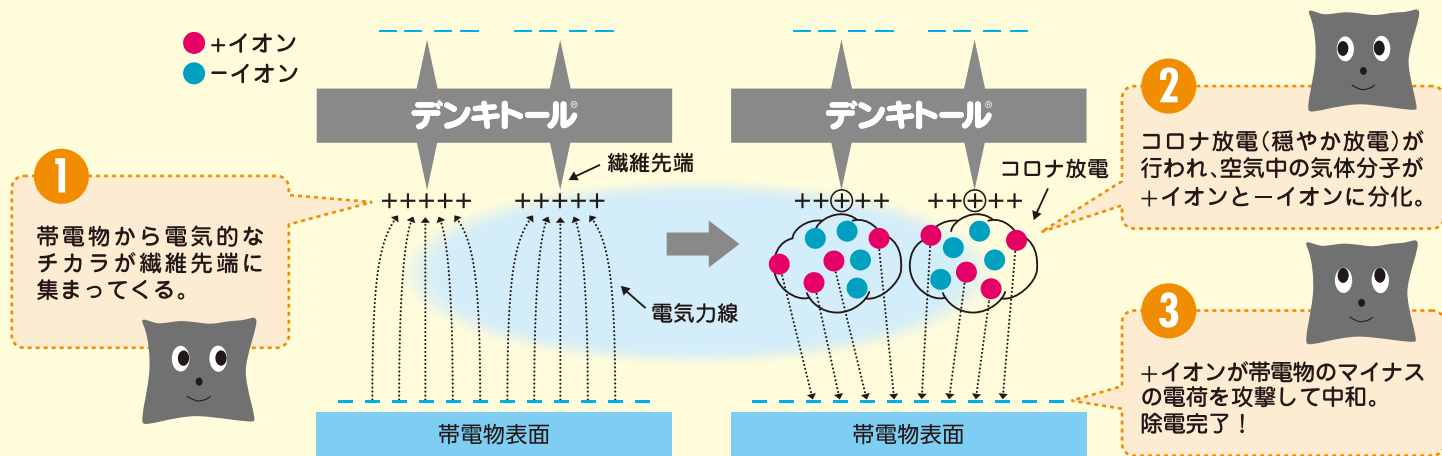 +イオン
−イオン
デンキトール®
デンキトール®
1
帯電物から電気的な
チカラが繊維先端に
集まってくる。
繊維先端
+++++
+++++
電気力線
帯電物表面
コロナ放電
+++++
+++++
帯電物表面
2
コロナ放電(穏やか放電)が
行われ、空気中の気体分子が
+イオンと−イオンに分化。
3
+イオンが帯電物のマイナス
の電荷を攻撃して中和。
除電完了!